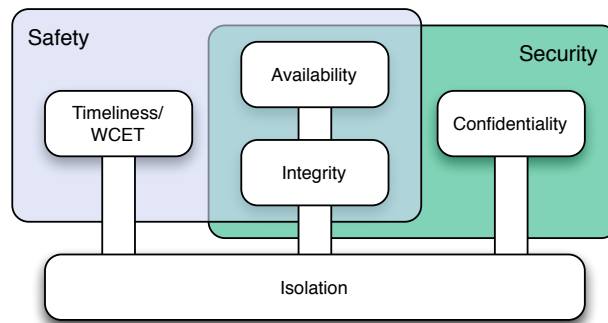 Safety
Security
Availability
Timeliness/
WCET
Confidentiality
Integrity
Isolation